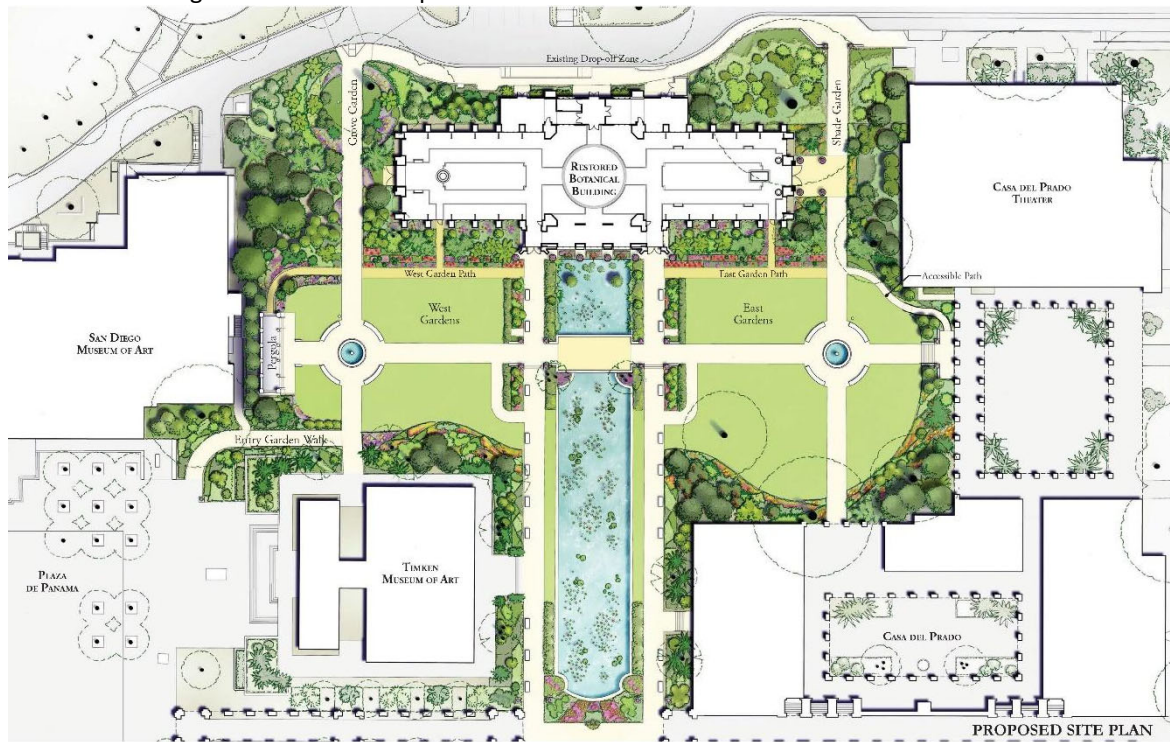 Existing Drop-off Zone
Grove Garden
Shade Garden
RESTORED
BOTANICAL
BUILDING
CASA DEL PRADO
THEATER
West Garden Path
East Garden Path
Accessible Path
West
Gardens
East
Gardens
SAN DIEGO
MUSEUM OF ART
Pergola
Entry Garden Walk
PLAZA
DE PANAMA
TIMKEN
MUSEUM OF ART
CASA DEL PRADO
PROPOSED SITE PLAN